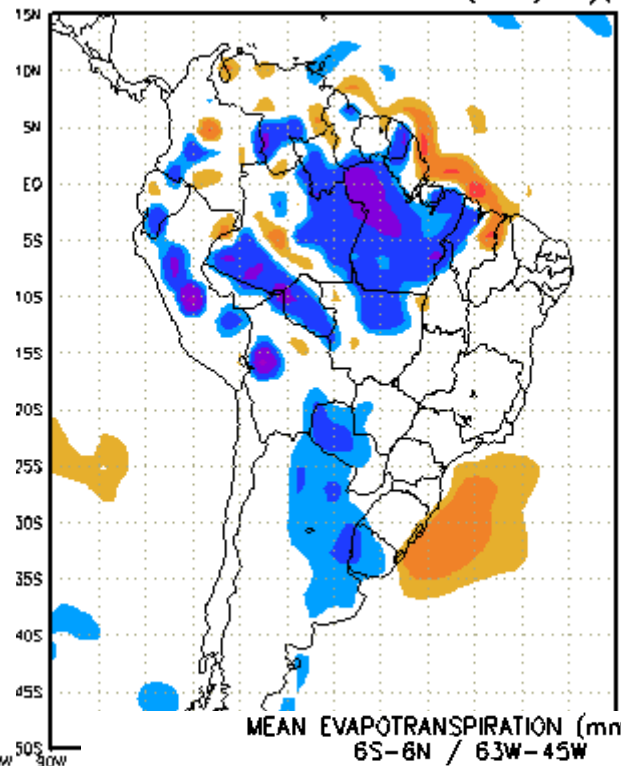 15N
10N
5N
EQ
5S
10S
15S
20S
25S
30S
35S
40S
45S
50S
90W
MEAN EVAPOTRANSPIRATION (mm
6S-6N / 63W-45W